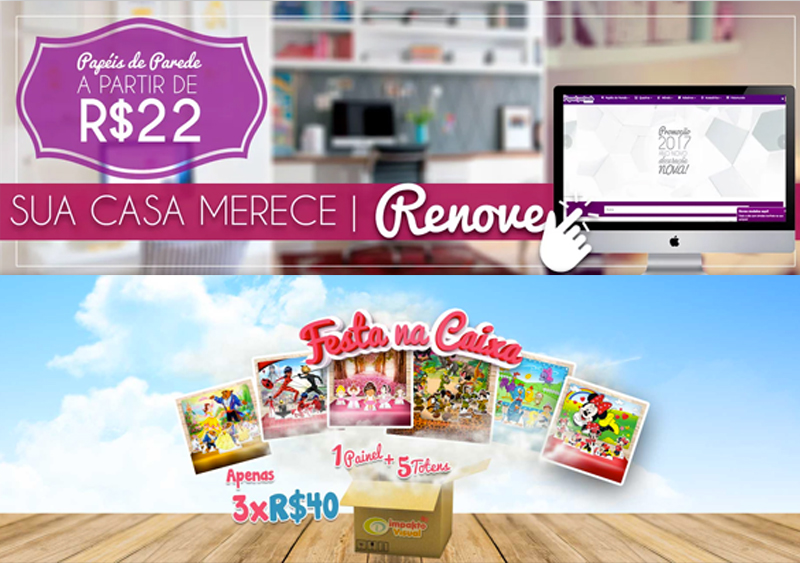 Papéis de Parede
A PARTIR DE
R$22
SUA CASA MERECE | Renove
Promoção
2017
decoração
NOVA!
Festa na Caixa
1 Painel + 5 Totens
Apenas
3xR$40
impakto
Visual